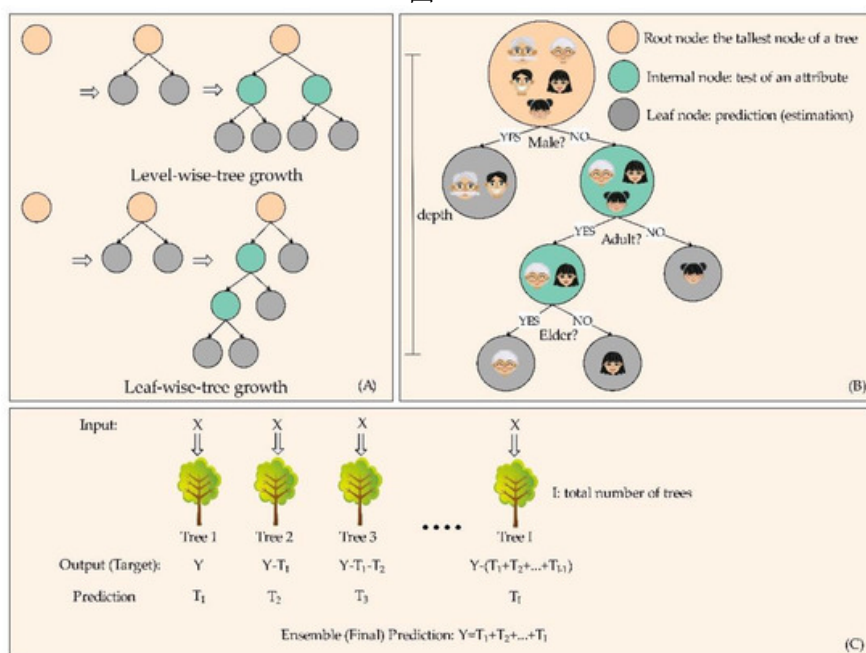 Level-wise-tree growth
Leaf-wise-tree growth
(A)
Root node: the tallest node of a tree
Internal node: test of an attribute
Leaf node: prediction (estimation)
YES Male? NO
depth
YES Adult? NO
YES Elder? NO
(B)
Input: X X X X
I: total number of trees
Tree 1 Tree 2 Tree 3 .... Tree I
Output (Target): Y Y-T₁ Y-T₁-T₂ Y-(T₁+T₂+...+T_I-1)
Prediction T₁ T₂ T₃ T_I
Ensemble (Final) Prediction: Y=T₁+T₂+...+T_I
(C)